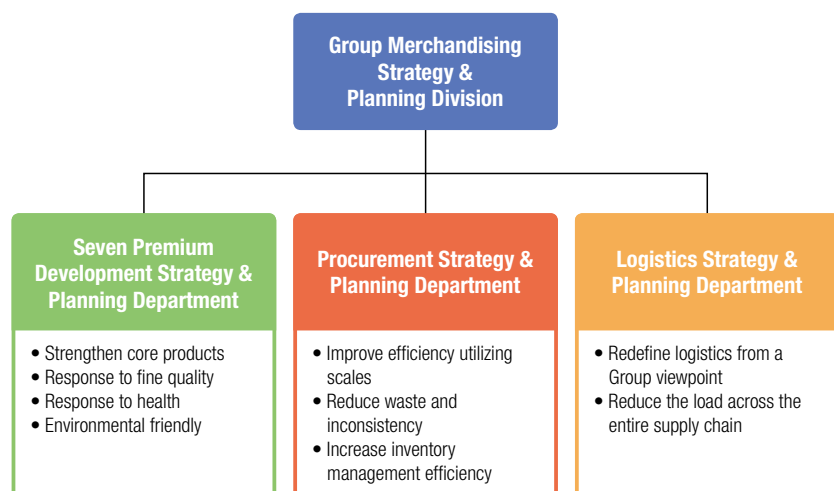 Group Merchandising
Strategy &
Planning Division
Seven Premium
Development Strategy &
Planning Department
• Strengthen core products
• Response to fine quality
• Response to health
• Environmental friendly
Procurement Strategy &
Planning Department
• Improve efficiency utilizing
scales
• Reduce waste and
inconsistency
• Increase inventory
management efficiency
Logistics Strategy &
Planning Department
• Redefine logistics from a
Group viewpoint
• Reduce the load across the
entire supply chain